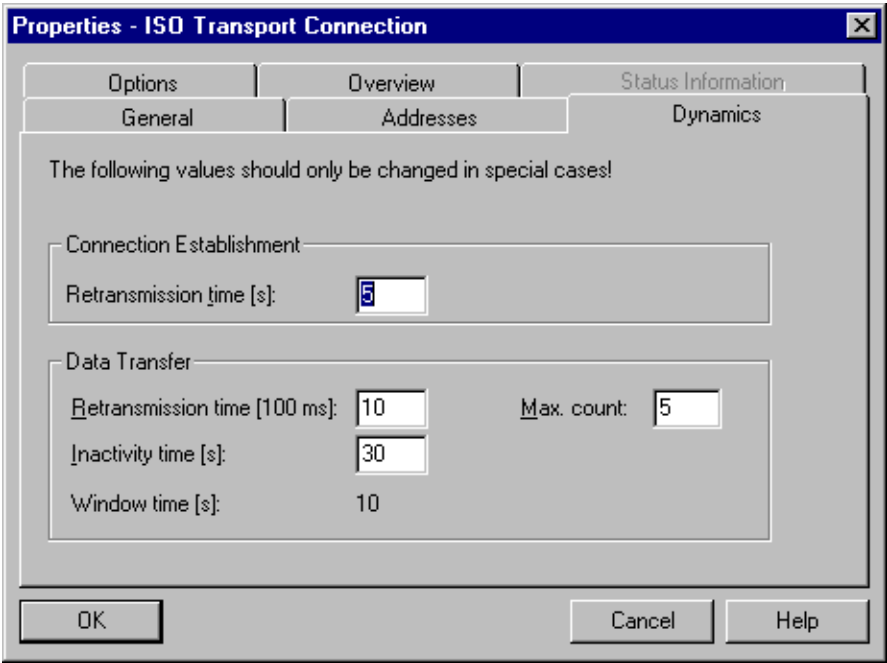 Properties - ISO Transport Connection
Options Overview Status Information
General Addresses Dynamics
The following values should only be changed in special cases!
Connection Establishment
Retransmission time [s]: 5
Data Transfer
Retransmission time [100 ms]: 10 Max. count: 5
Inactivity time [s]: 30
Window time [s]: 10
OK Cancel Help